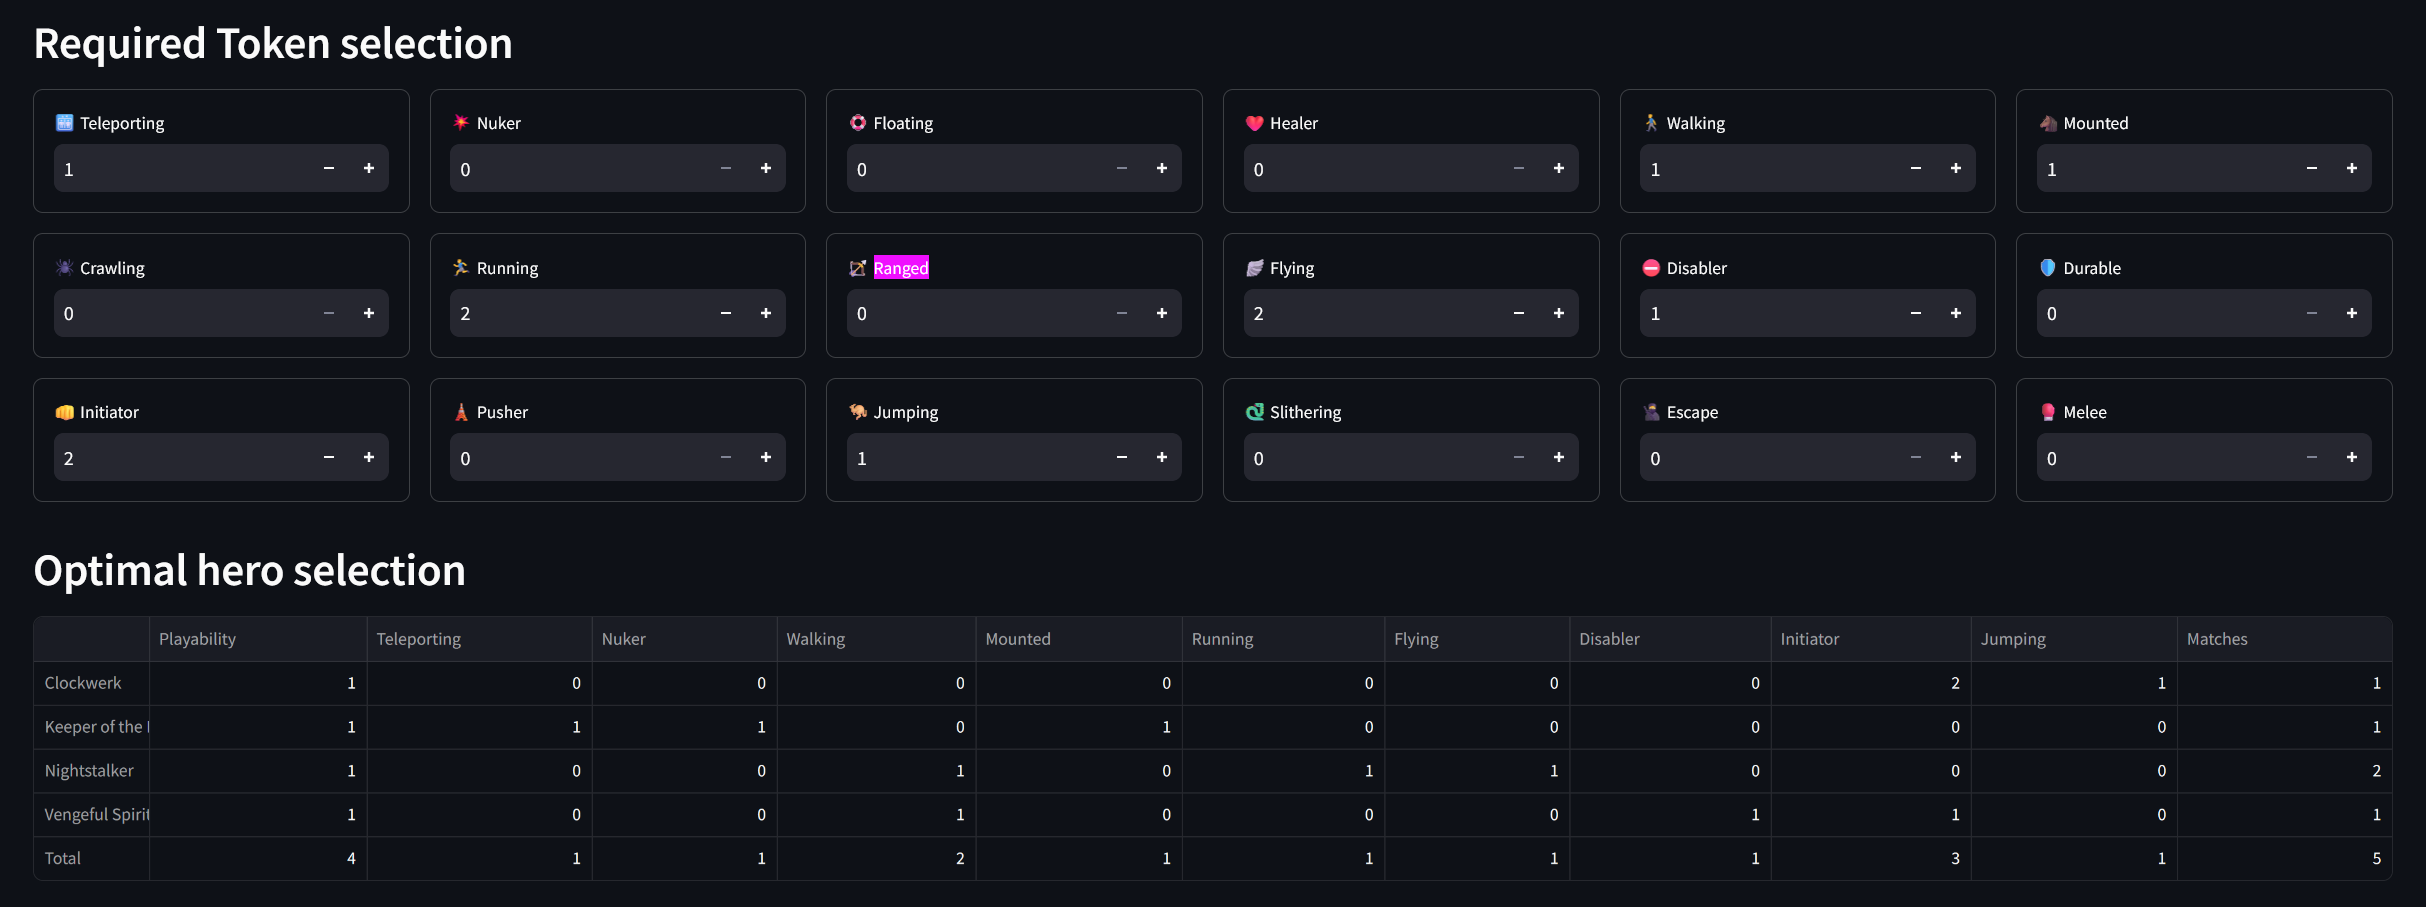 Required Token selection
Teleporting Nuker Floating Healer Walking Mounted
1 0 0 0 1 1
Crawling Running Ranged Flying Disabler Durable
0 2 0 2 1 0
Initiator Pusher Jumping Slithering Escape Melee
2 0 1 0 0 0
Optimal hero selection
Playability Teleporting Nuker Walking Mounted Running Flying Disabler Initiator Jumping Matches
Clockwerk 1 0 0 0 0 0 0 0 2 1 1
Keeper of the 1 1 1 0 1 0 0 0 0 0 1
Nightstalker 1 0 0 1 0 1 1 0 0 0 2
Vengeful Spirit 1 0 0 1 0 0 0 1 1 0 1
Total 4 1 1 2 1 1 1 1 3 1 5